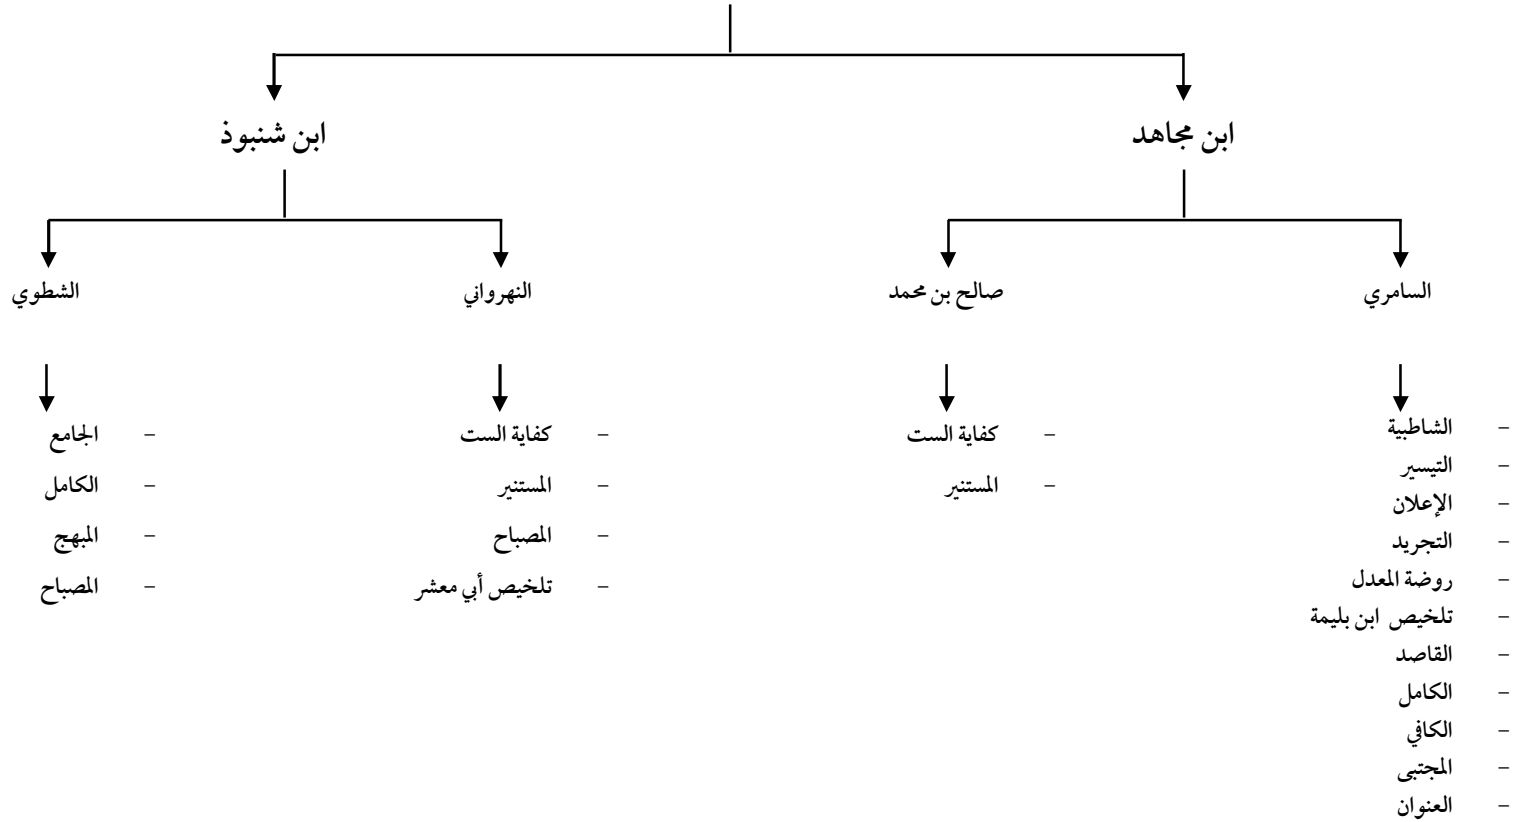 ابن مجاهد
ابن شنبوذ
السامري
صالح بن محمد
النهرواني
الشطوي
– الشاطبية
– التيسير
– الإعلان
– التجريد
– روضة المعدل
– تلخيص ابن بليمة
– القاصد
– الكامل
– الكافي
– المجتبى
– العنوان
– كفاية الست
– المستنير
– كفاية الست
– المستنير
– المصباح
– تلخيص أبي معشر
– الجامع
– الكامل
– المبهج
– المصباح